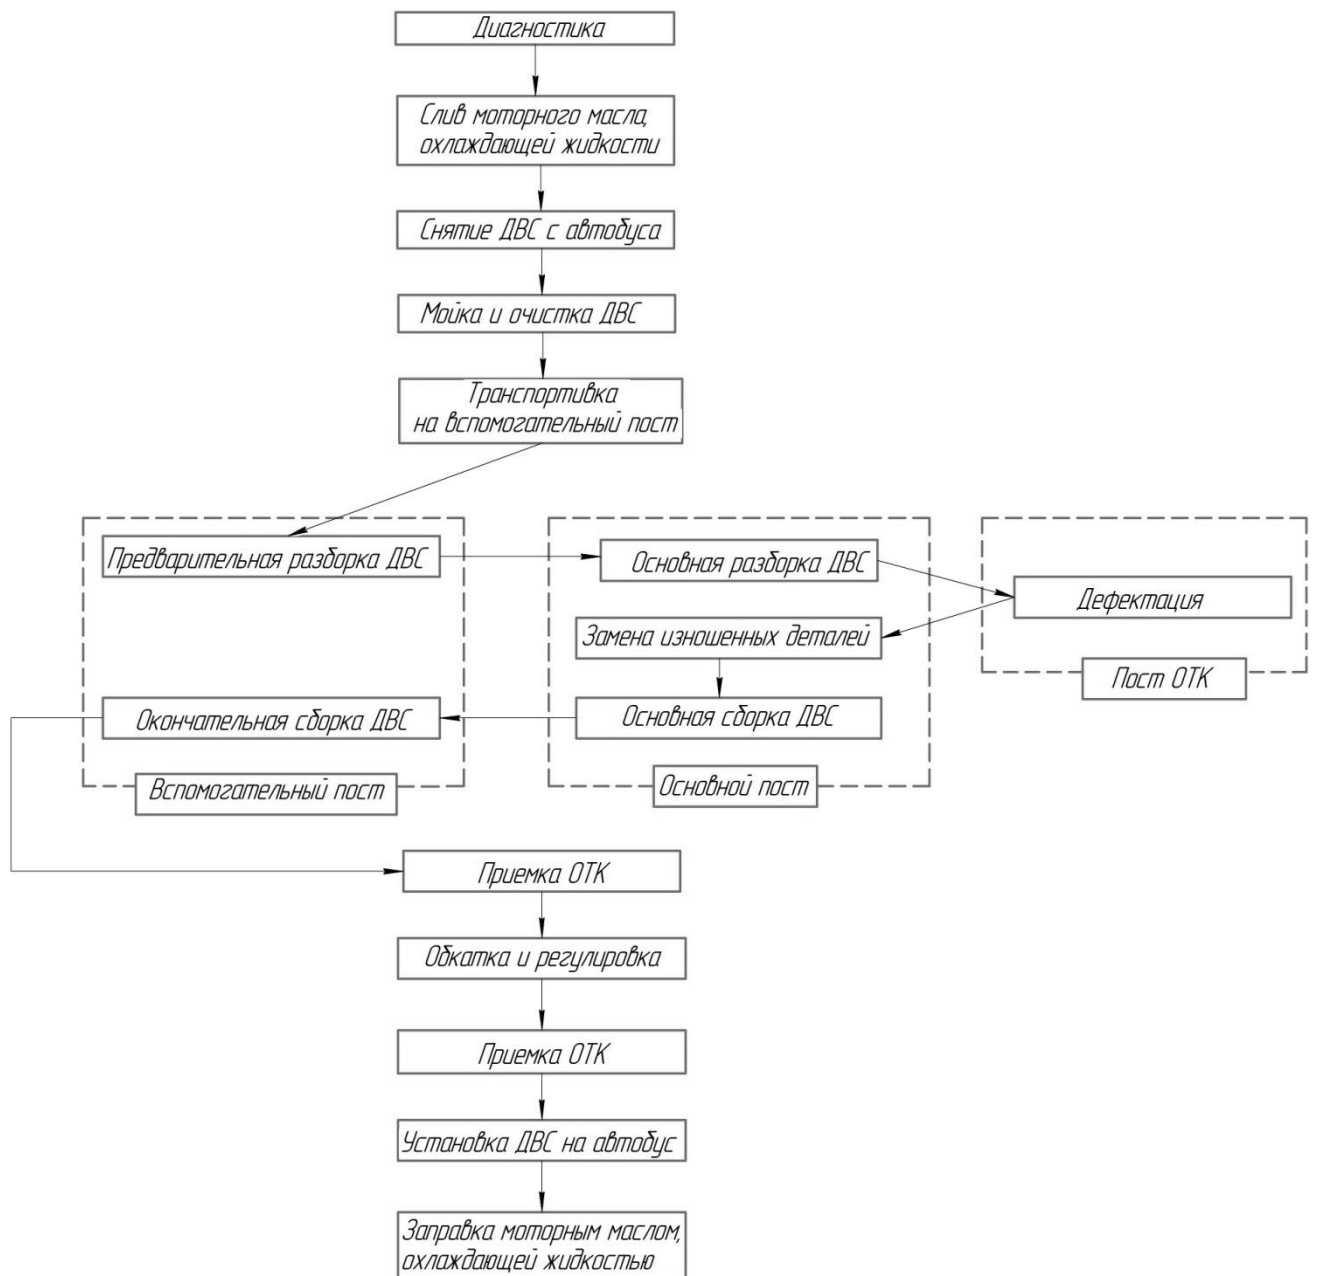 Диагностика
Слив моторного масла,
охлаждающей жидкости
Снятие ДВС с автобуса
Мойка и очистка ДВС
Транспортивка
на вспомогательный пост
Предварительная разборка ДВС
Основная разборка ДВС
Дефектация
Замена изношенных деталей
Пост ОТК
Окончательная сборка ДВС
Основная сборка ДВС
Вспомогательный пост
Основной пост
Приемка ОТК
Обкатка и регулировка
Приемка ОТК
Установка ДВС на автобус
Заправка моторным маслом,
охлаждающей жидкостью